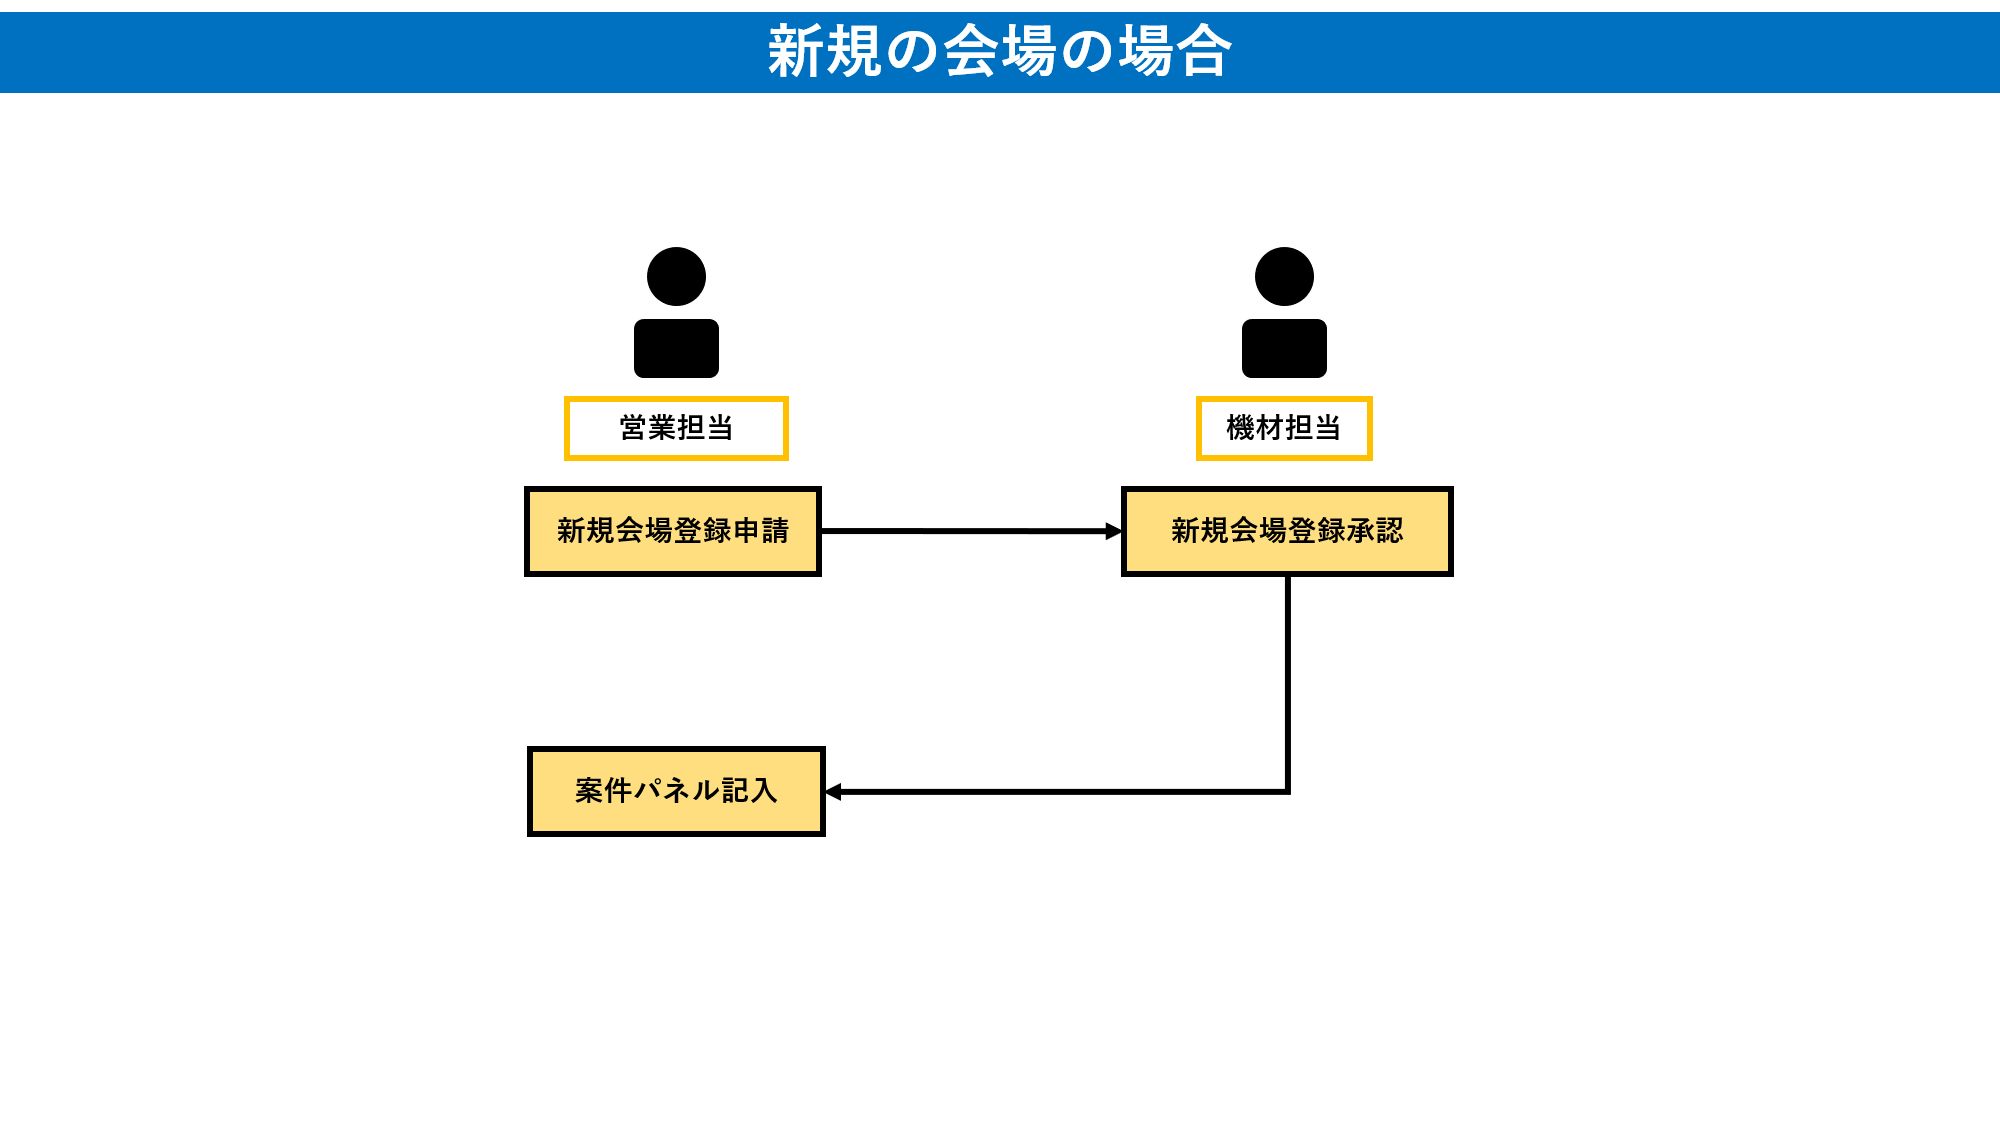 新規の会場の場合
営業担当
機材担当
新規会場登録申請
新規会場登録承認
案件パネル記入